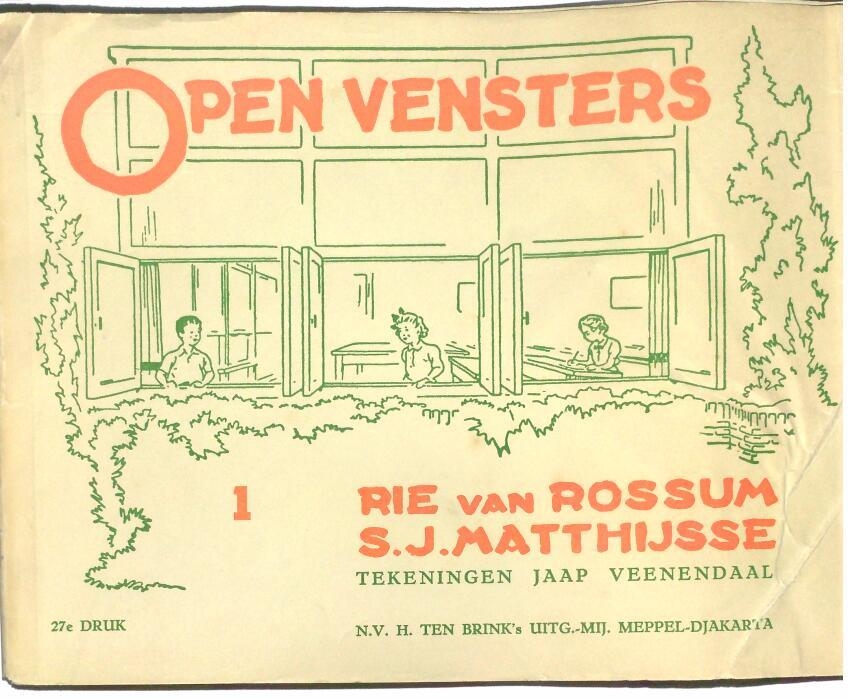 OPEN VENSTERS
1
RIE VAN ROSSUM
S.J. MATTHIJSSE
TEKENINGEN JAAP VEENENDAAL
27e DRUK
N.V. H. TEN BRINK's UITG.-MIJ. MEPPEL-DJAKARTA